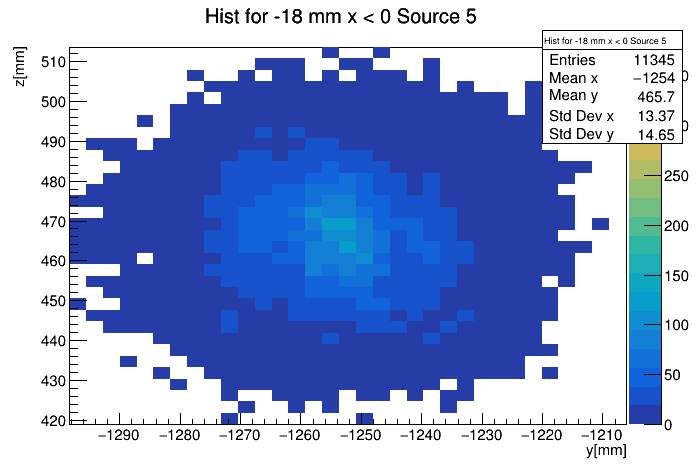 Hist for -18 mm x < 0 Source 5
Hist for -18 mm x < 0 Source 5
Entries 11345
Mean x −1254
Mean y 465.7
Std Dev x 13.37
Std Dev y 14.65
z[mm]
510
500
490
480
470
460
450
440
430
420
−1290 −1280 −1270 −1260 −1250 −1240 −1230 −1220 −1210
y[mm]
250
200
150
100
50
0